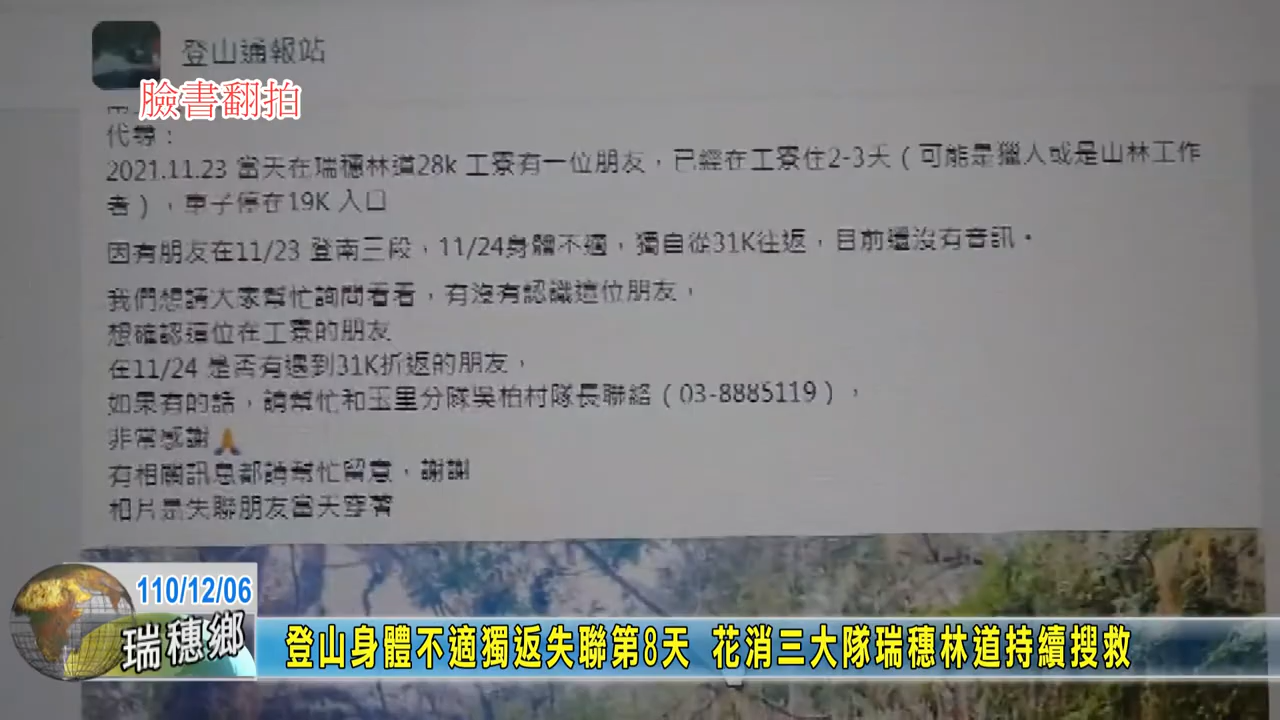 登山通報站
臉書翻拍
代尋：
2021.11.23 當天在瑞穗林道28k 工寮有一位朋友，已經在工寮住2-3天（可能是獵人或是山林工作
者），車子停在19K 入口
因有朋友在11/23 登南三段，11/24身體不適，獨自從31K往返，目前還沒有音訊。
我們想請大家幫忙詢問看看，有沒有認識這位朋友，
想確認這位在工寮的朋友
在11/24 是否有遇到31K折返的朋友，
如果有的話，請幫忙和玉里分隊吳柏村隊長聯絡（03-8885119），
非常感謝🙏
有相關訊息都請幫忙留意，謝謝
相片是失聯朋友當天穿著
110/12/06
瑞穗鄉
登山身體不適獨返失聯第8天 花消三大隊瑞穗林道持續搜救